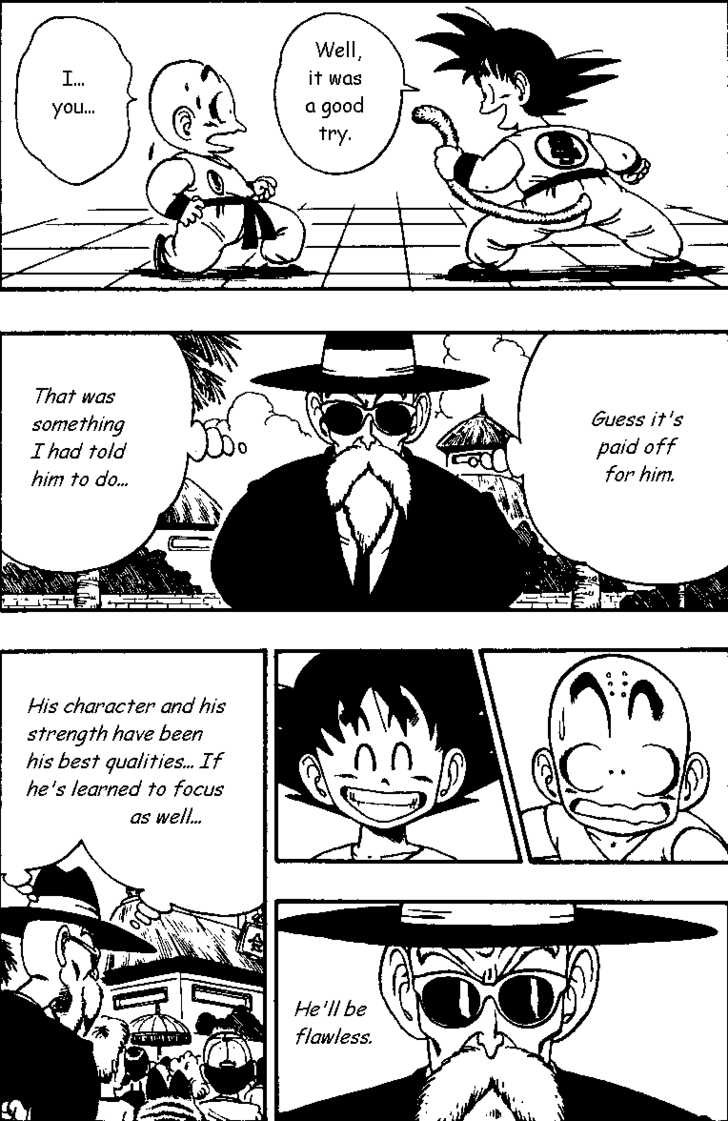 I...
you...
Well,
it was
a good
try.
That was
something
I had told
him to do...
Guess it's
paid off
for him.
His character and his
strength have been
his best qualities... If
he's learned to focus
as well...
He'll be
flawless.